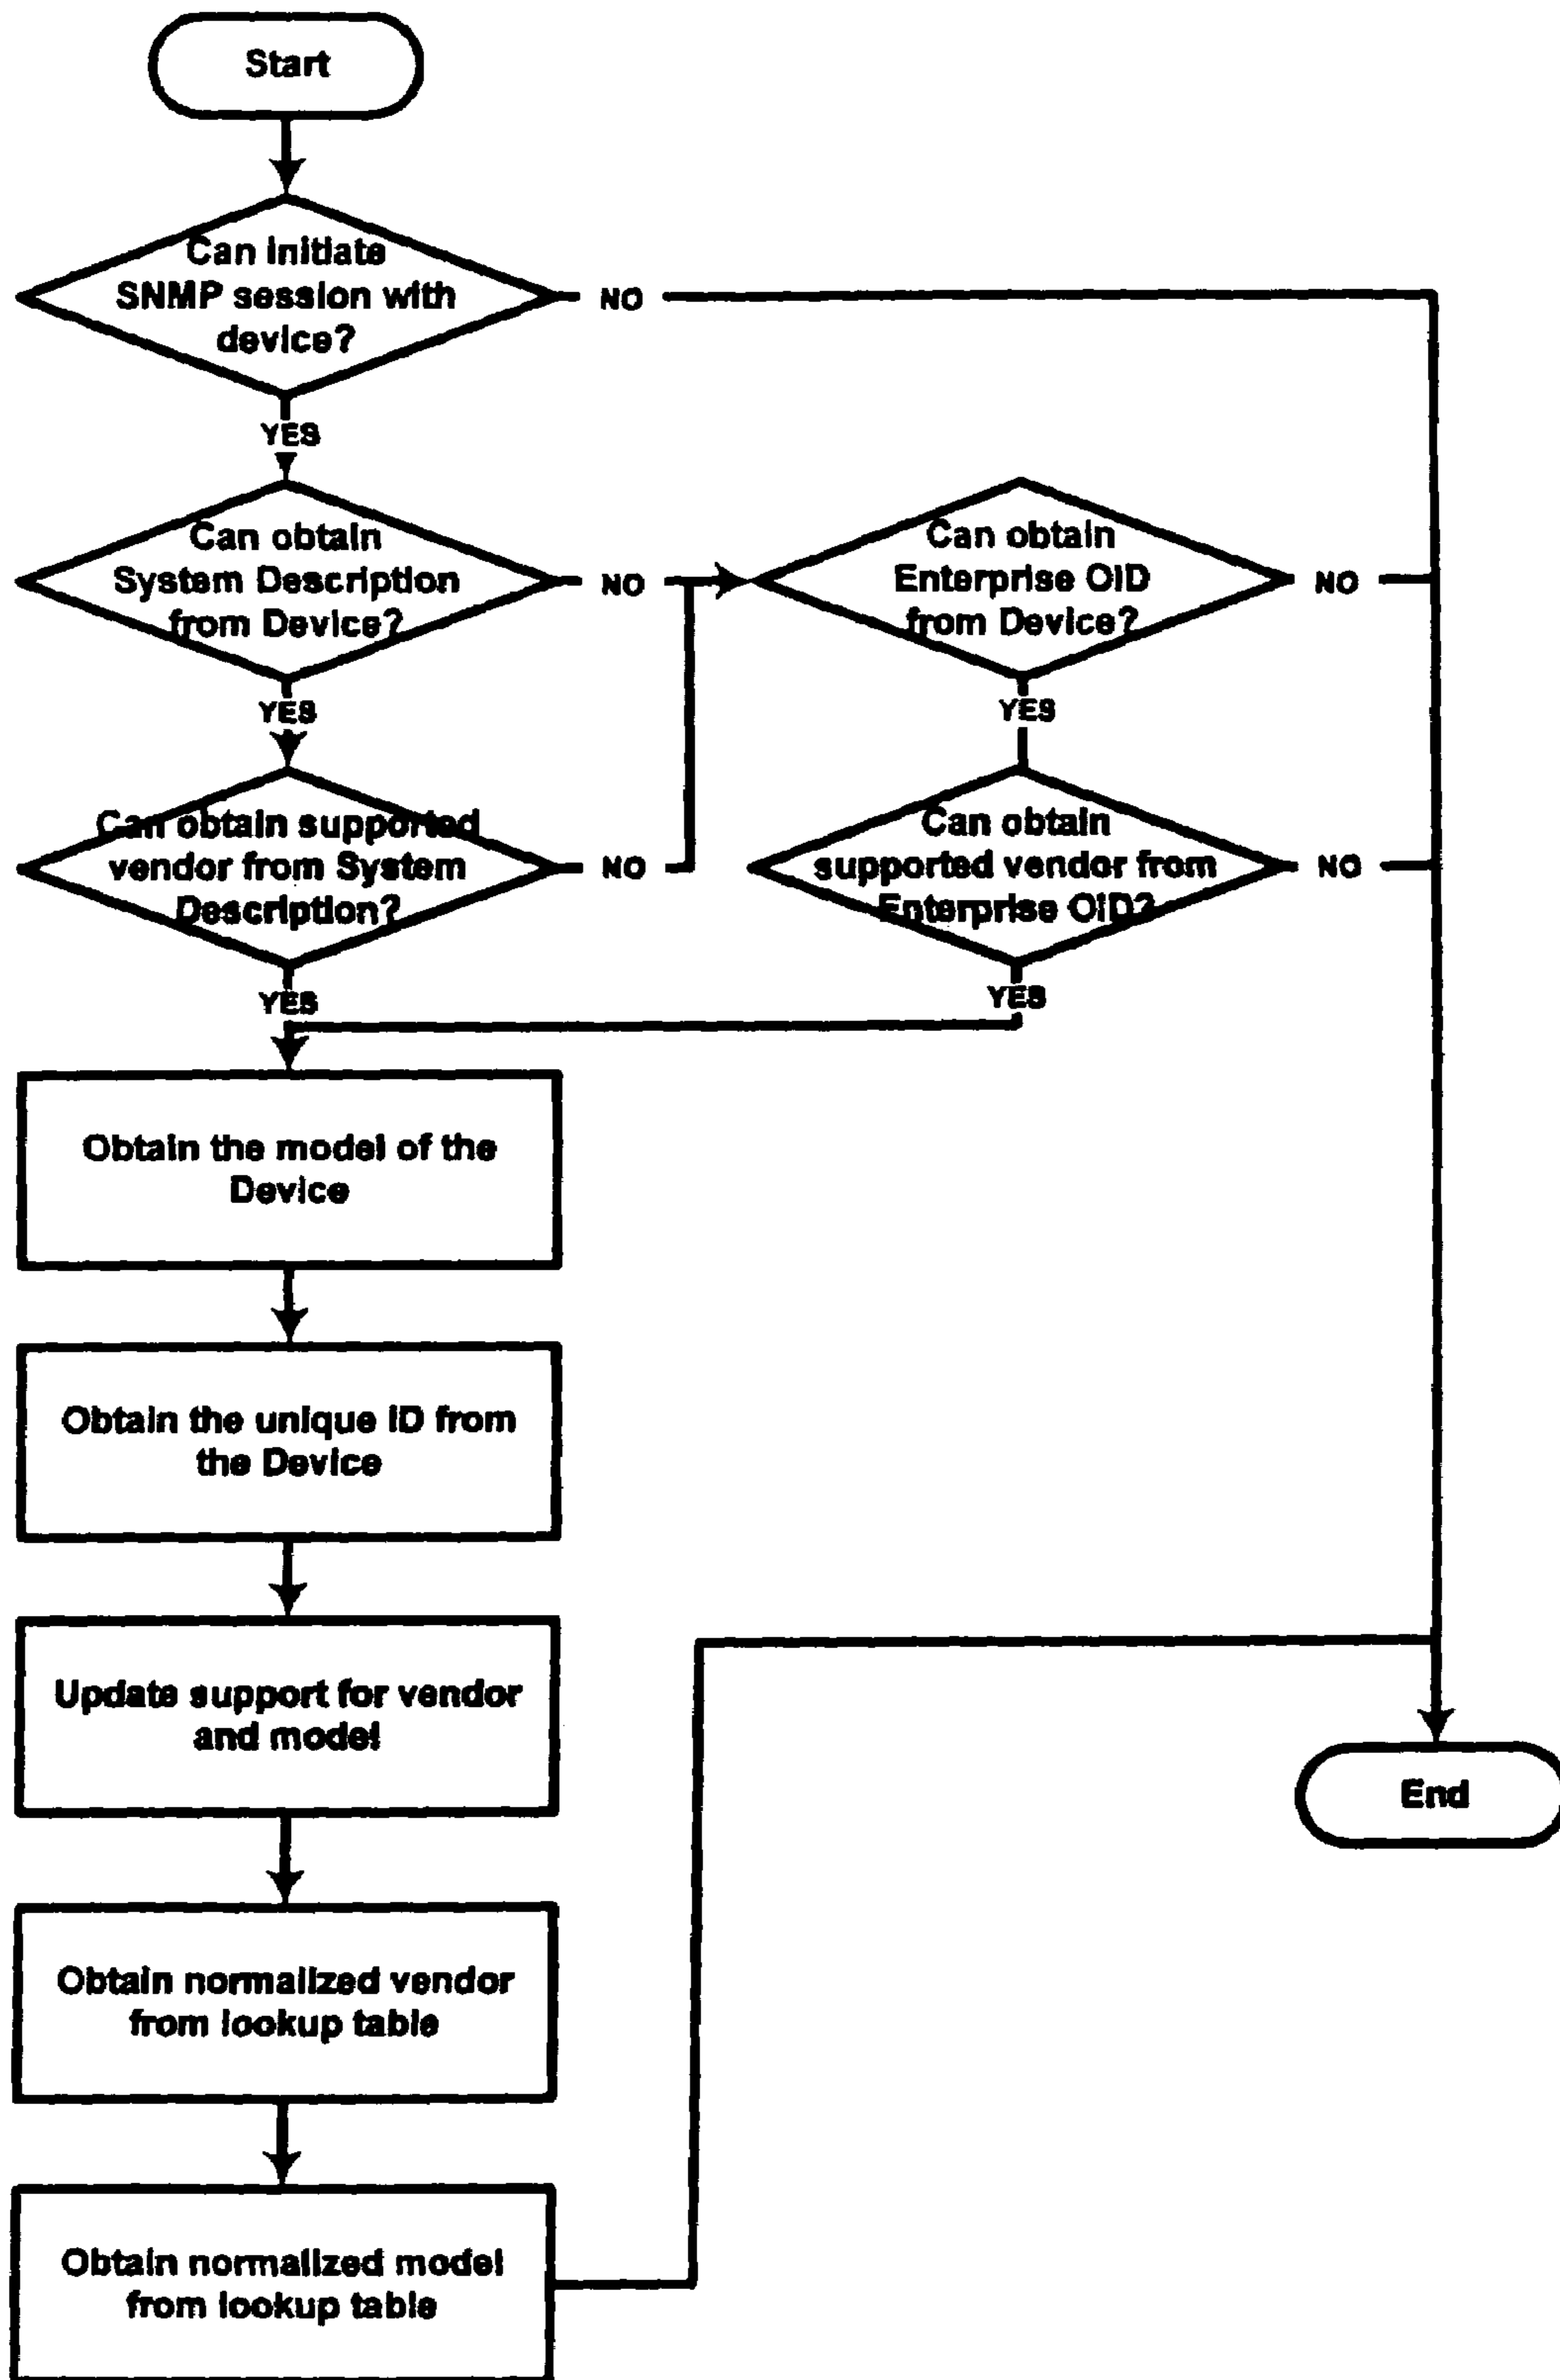 Start
Can initiate
SNMP session with
device?
NO
YES
Can obtain
System Description
from Device?
NO
Can obtain
Enterprise OID
from Device?
NO
YES
YES
Can obtain supported
vendor from System
Description?
NO
Can obtain
supported vendor from
Enterprise OID?
NO
YES
YES
Obtain the model of the
Device
Obtain the unique ID from
the Device
Update support for vendor
and model
End
Obtain normalized vendor
from lookup table
Obtain normalized model
from lookup table